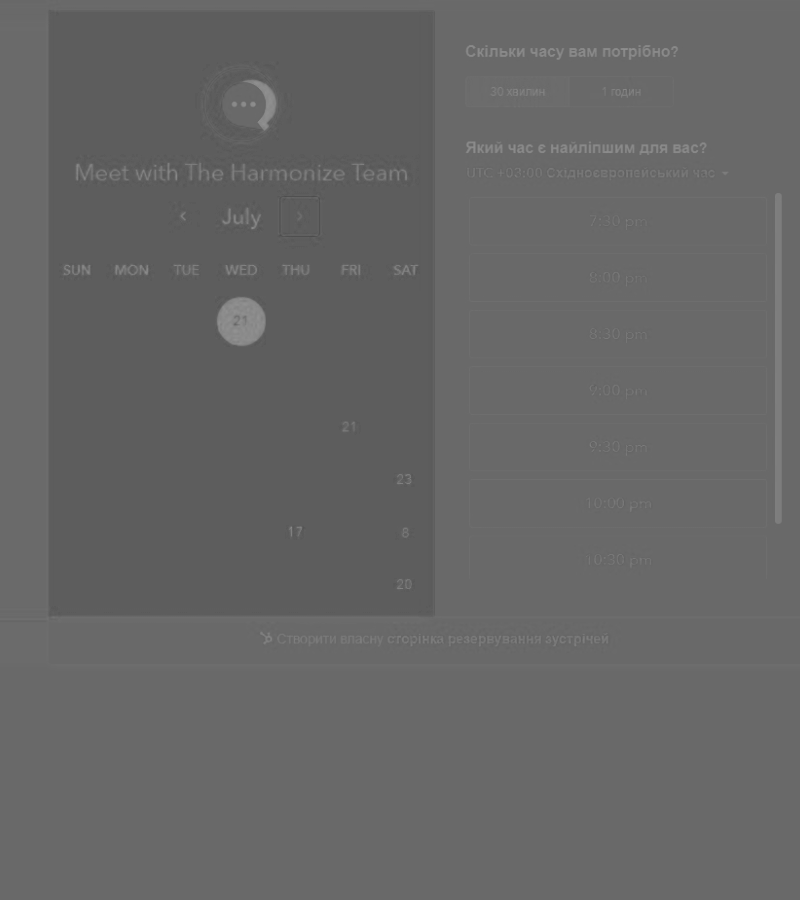 Meet with The Harmonize Team
July
SUN MON TUE WED THU FRI SAT
21
21
23
17 8
20
Скільки часу вам потрібно?
30 хвилин 1 годин
Який час є найліпшим для вас?
UTC +03:00 Східноєвропейський час
7:30 pm
8:00 pm
8:30 pm
9:00 pm
9:30 pm
10:00 pm
10:30 pm
Створити власну сторінка резервування зустрічей